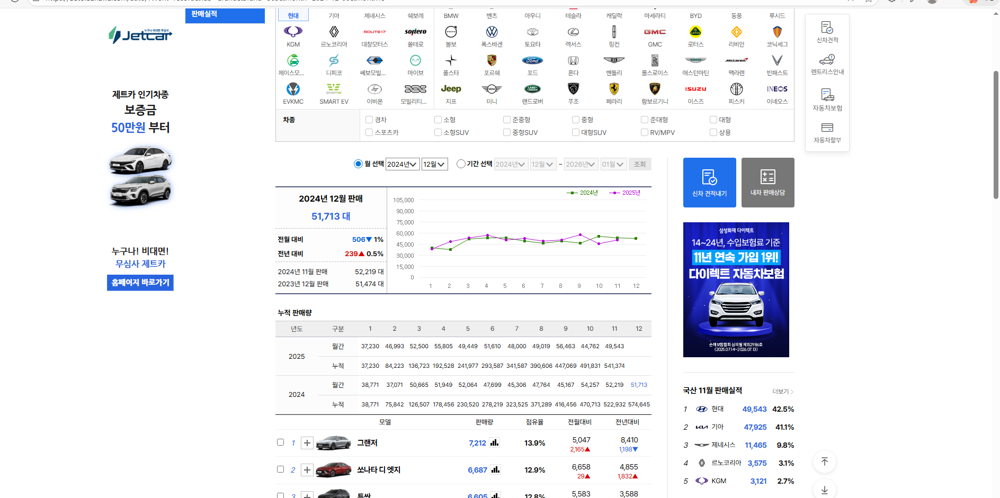 판매실적
누구나 비대면 무심사
Jetcar
제트카 인기차종
보증금
50만원 부터
누구나! 비대면!
무심사 제트카
홈페이지 바로가기
현대 기아 제네시스 쉐보레 BMW 벤츠 아우디 테슬라 캐딜락 마세라티 BYD 동풍 루시드
ROUTE17 soitero GMC LOTUS
KGM 르노코리아 대창모터스 쏠테로 볼보 폭스바겐 토요타 렉서스 링컨 GMC 로터스 리비안 코닉세그
Ford McLaren
제이스모... 디피코 쎄보모빌... 마이브 폴스타 포르쉐 포드 혼다 벤틀리 롤스로이스 애스턴마틴 맥라렌 빈패스트
SMART EV Jeep MINI LAND ROVER ISUZU INEOS
EVKMC SMART EV 이비온 모빌리티... 지프 미니 랜드로버 푸조 페라리 람보르기니 이스즈 피스커 이네오스
차종
경차 소형 준중형 중형 준대형 대형
스포츠카 소형SUV 중형SUV 대형SUV RV/MPV 상용
월 선택 2024년 12월 기간 선택 2024년 12월 ~ 2026년 01월 조회
2024년 12월 판매
51,713 대
전월 대비 506▼ 1%
전년 대비 239▲ 0.5%
2024년 11월 판매 52,219 대
2023년 12월 판매 51,474 대
2024년 2025년
105,000
90,000
75,000
60,000
45,000
30,000
15,000
0
1 2 3 4 5 6 7 8 9 10 11 12
누적 판매량
년도 구분 1 2 3 4 5 6 7 8 9 10 11 12
2025
월간 37,230 46,993 52,500 55,805 49,449 51,610 48,000 49,019 56,463 44,762 49,543
누적 37,230 84,223 136,723 192,528 241,977 293,587 341,587 390,606 447,069 491,831 541,374
2024
월간 38,771 37,071 50,665 51,949 52,064 47,699 45,306 47,764 45,167 54,257 52,219 51,713
누적 38,771 75,842 126,507 178,456 230,520 278,219 323,525 371,289 416,456 470,713 522,932 574,645
모델 판매량 점유율 전월대비 전년대비
1 그랜저 7,212 13.9% 5,047 8,410
2,165▲ 1,198▼
2 쏘나타 디 엣지 6,687 12.9% 6,658 4,855
29▲ 1,832▲
3 투싼 6,605 12.8% 5,583 3,588
신차견적
렌트리스안내
자동차보험
자동차할부
신차 견적내기
내차 판매상담
삼성화재 다이렉트
14~24년, 수입보험료 기준
11년 연속 가입 1위!
다이렉트 자동차보험
손해보험협회 심의필 제152986호
(2025.07.14~2026.07.13)
국산 11월 판매실적 더보기
1 현대 49,543 42.5%
2 KIA 기아 47,925 41.1%
3 제네시스 11,465 9.8%
4 르노코리아 3,575 3.1%
5 KGM 3,121 2.7%